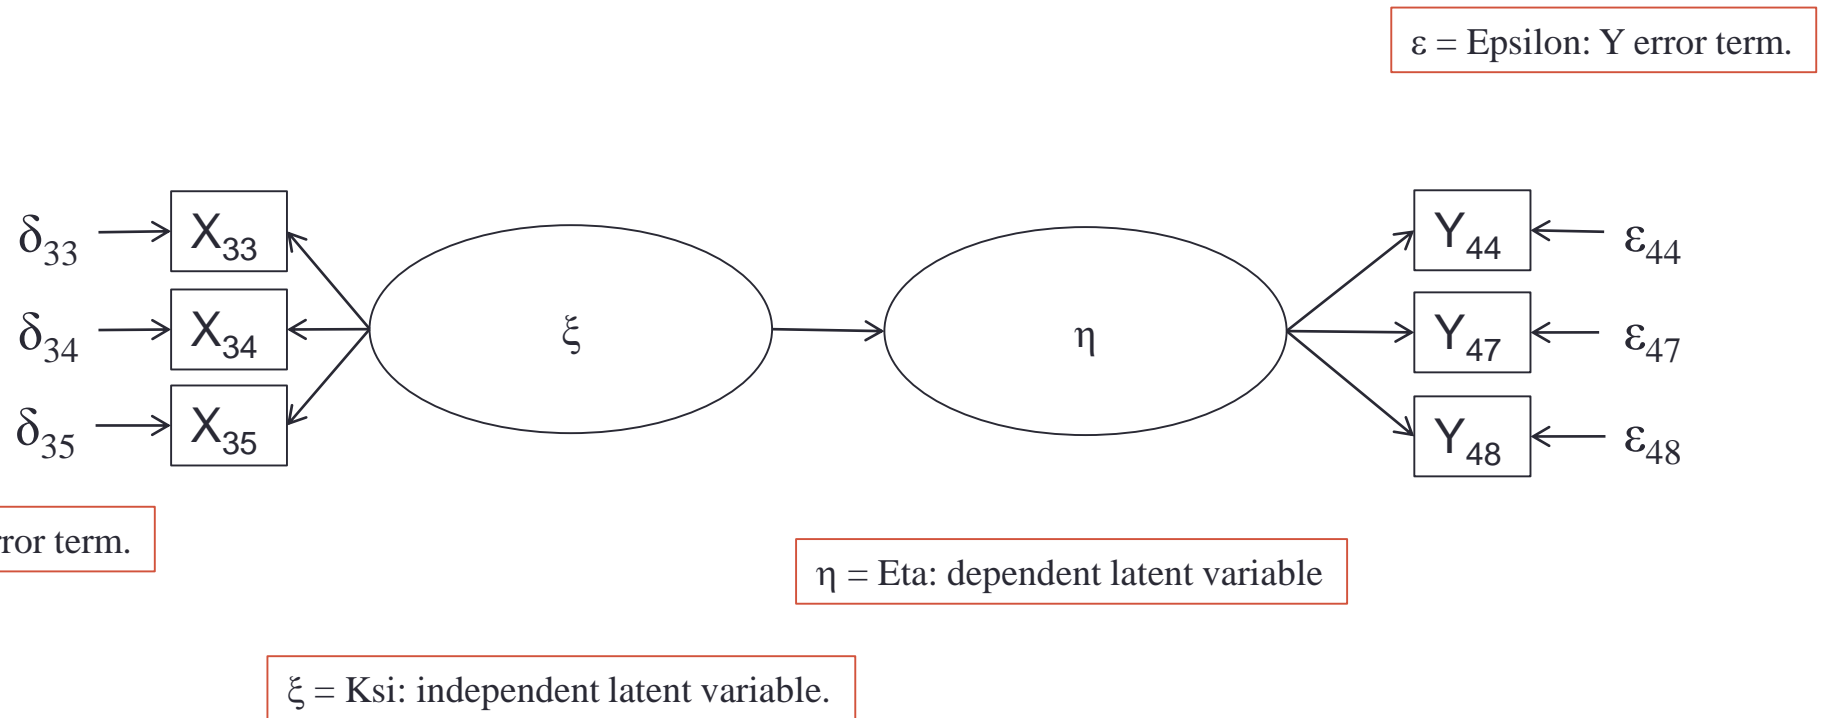 ε = Epsilon: Y error term.
δ33 X33 Y44 ε44
ξ η
δ34 X34 Y47 ε47
δ35 X35 Y48 ε48
term.
η = Eta: dependent latent variable
ξ = Ksi: independent latent variable.